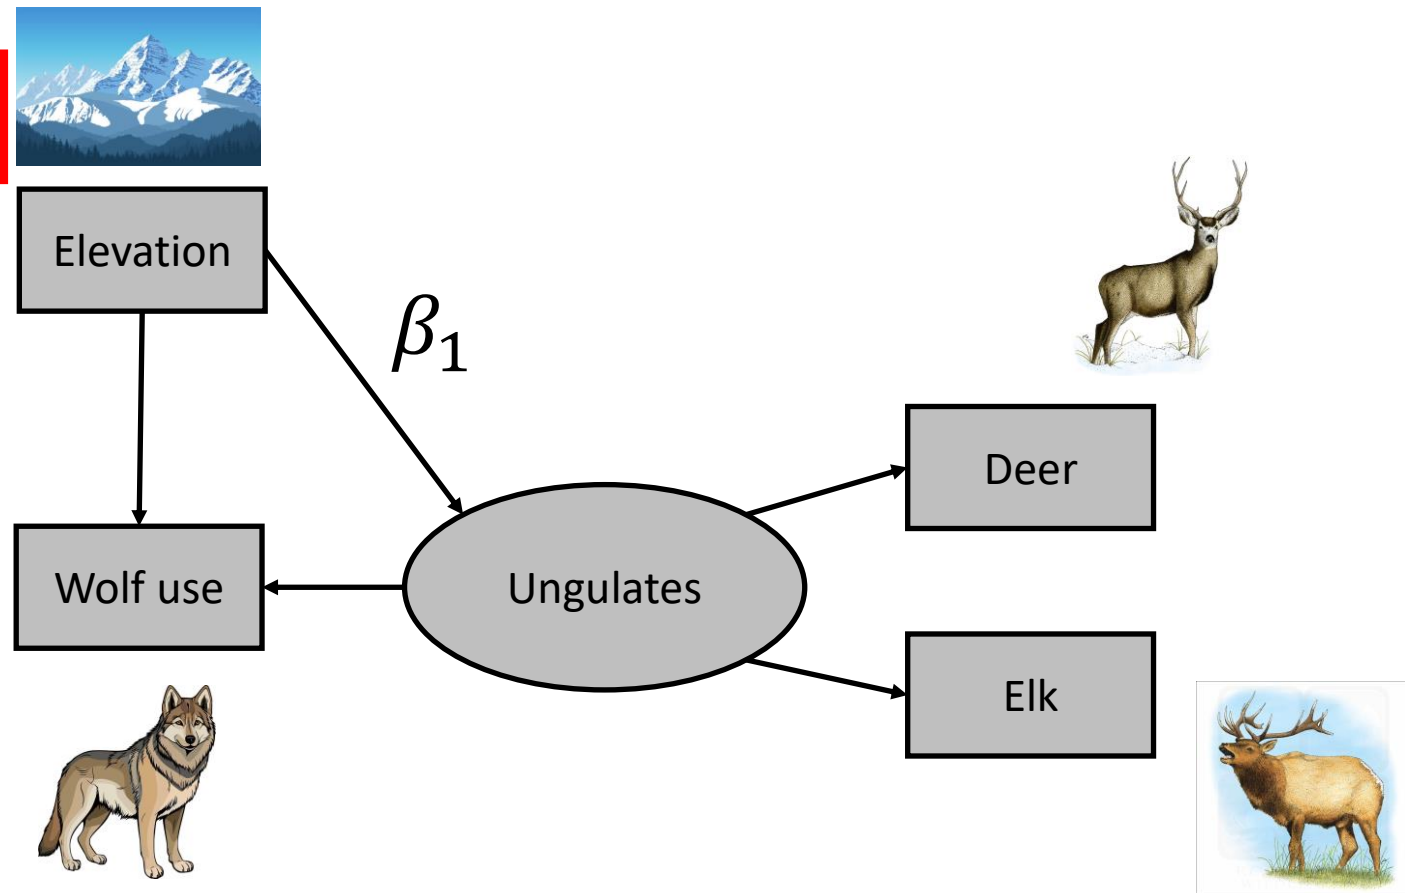 Elevation
β₁
Deer
Wolf use
Ungulates
Elk